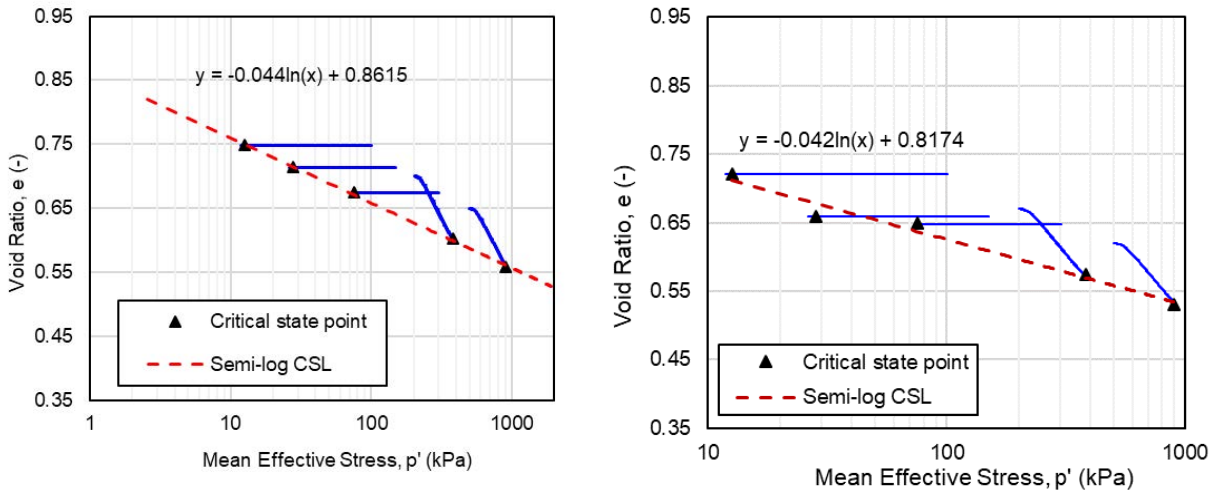 0.95
0.85
0.75
0.65
0.55
0.45
0.35
Void Ratio, e (-)
y = -0.044ln(x) + 0.8615
Critical state point
Semi-log CSL
1
10
100
1000
Mean Effective Stress, p' (kPa)
0.95
0.85
0.75
0.65
0.55
0.45
0.35
Void Ratio, e (-)
y = -0.042ln(x) + 0.8174
Critical state point
Semi-log CSL
10
100
1000
Mean Effective Stress, p' (kPa)